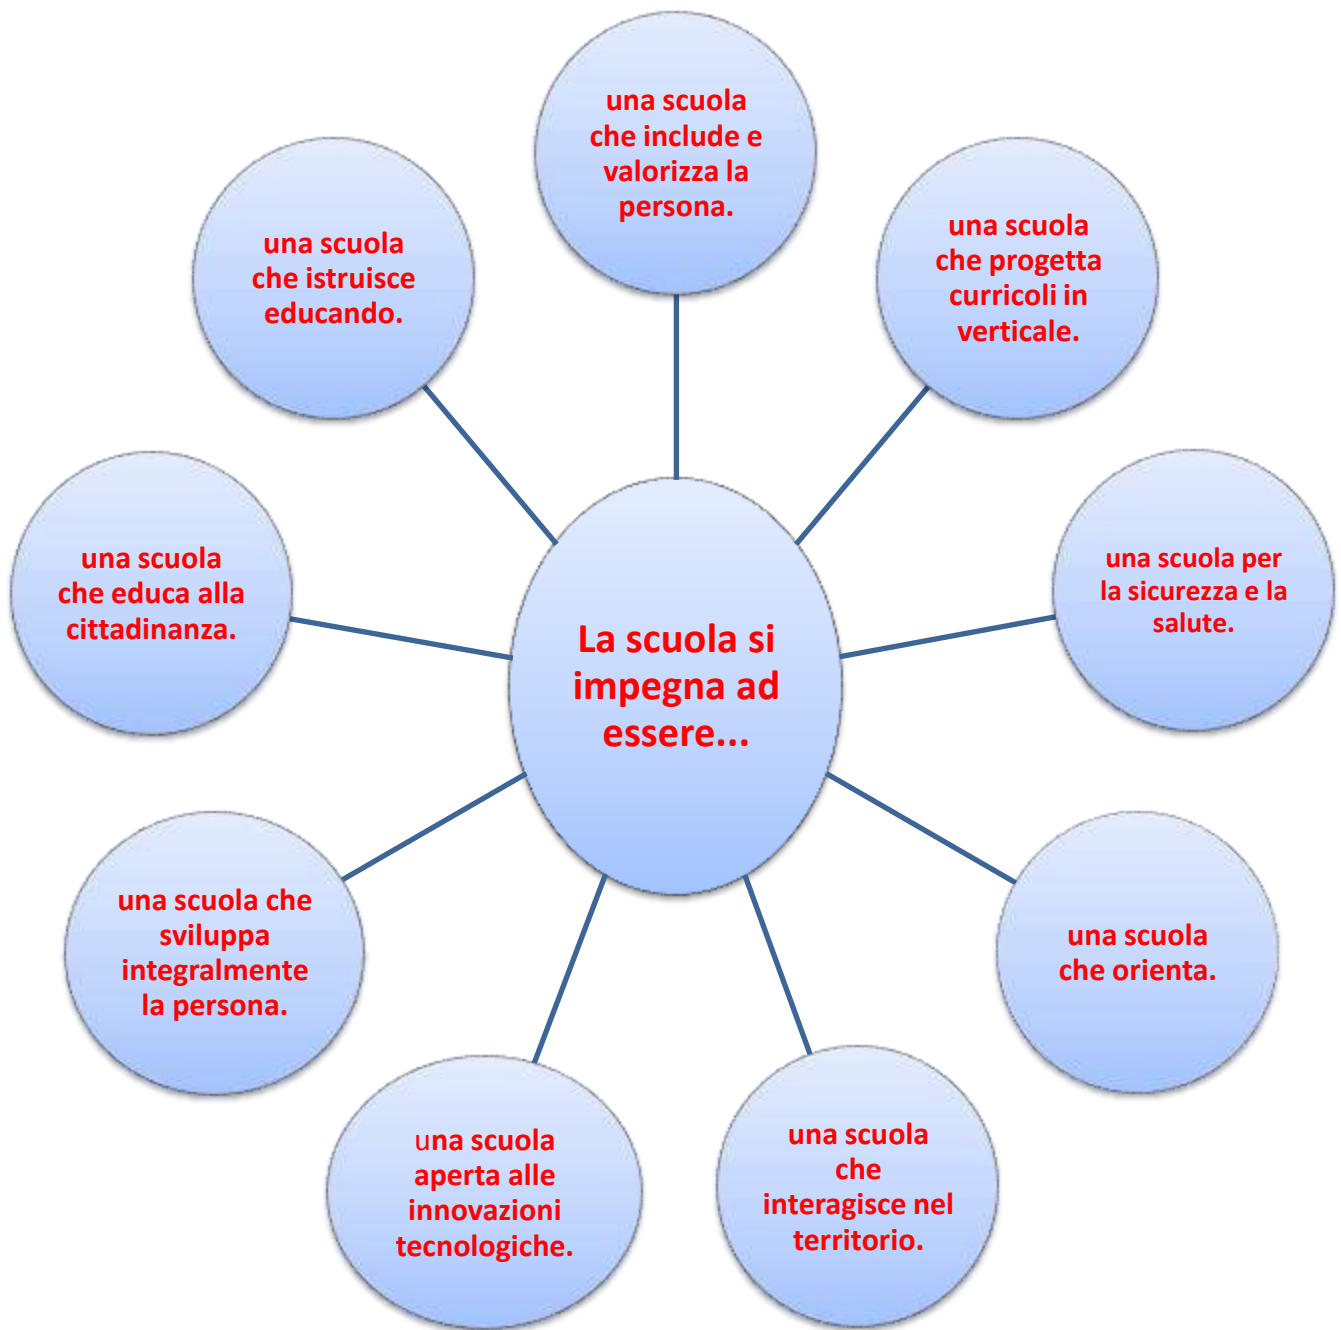 una scuola
che include e
valorizza la
persona.
una scuola
che progetta
curricoli in
verticale.
una scuola per
la sicurezza e la
salute.
una scuola
che orienta.
una scuola
che
interagisce nel
territorio.
una scuola
aperta alle
innovazioni
tecnologiche.
una scuola che
sviluppa
integralmente
la persona.
una scuola
che educa alla
cittadinanza.
una scuola
che istruisce
educando.
La scuola si
impegna ad
essere...